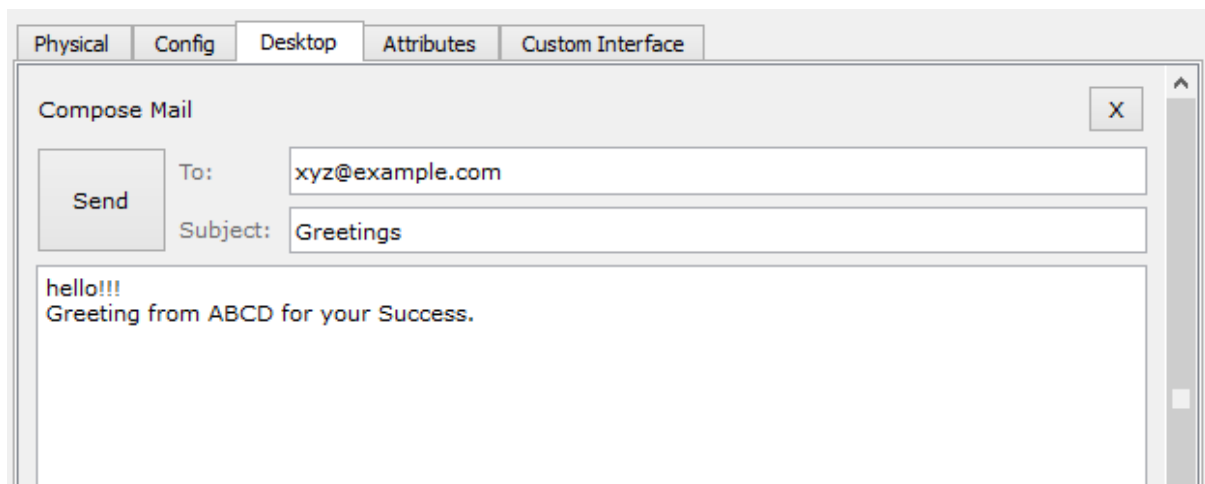 Physical Config Desktop Attributes Custom Interface
Compose Mail X
Send
To: xyz@example.com
Subject: Greetings
hello!!!
Greeting from ABCD for your Success.